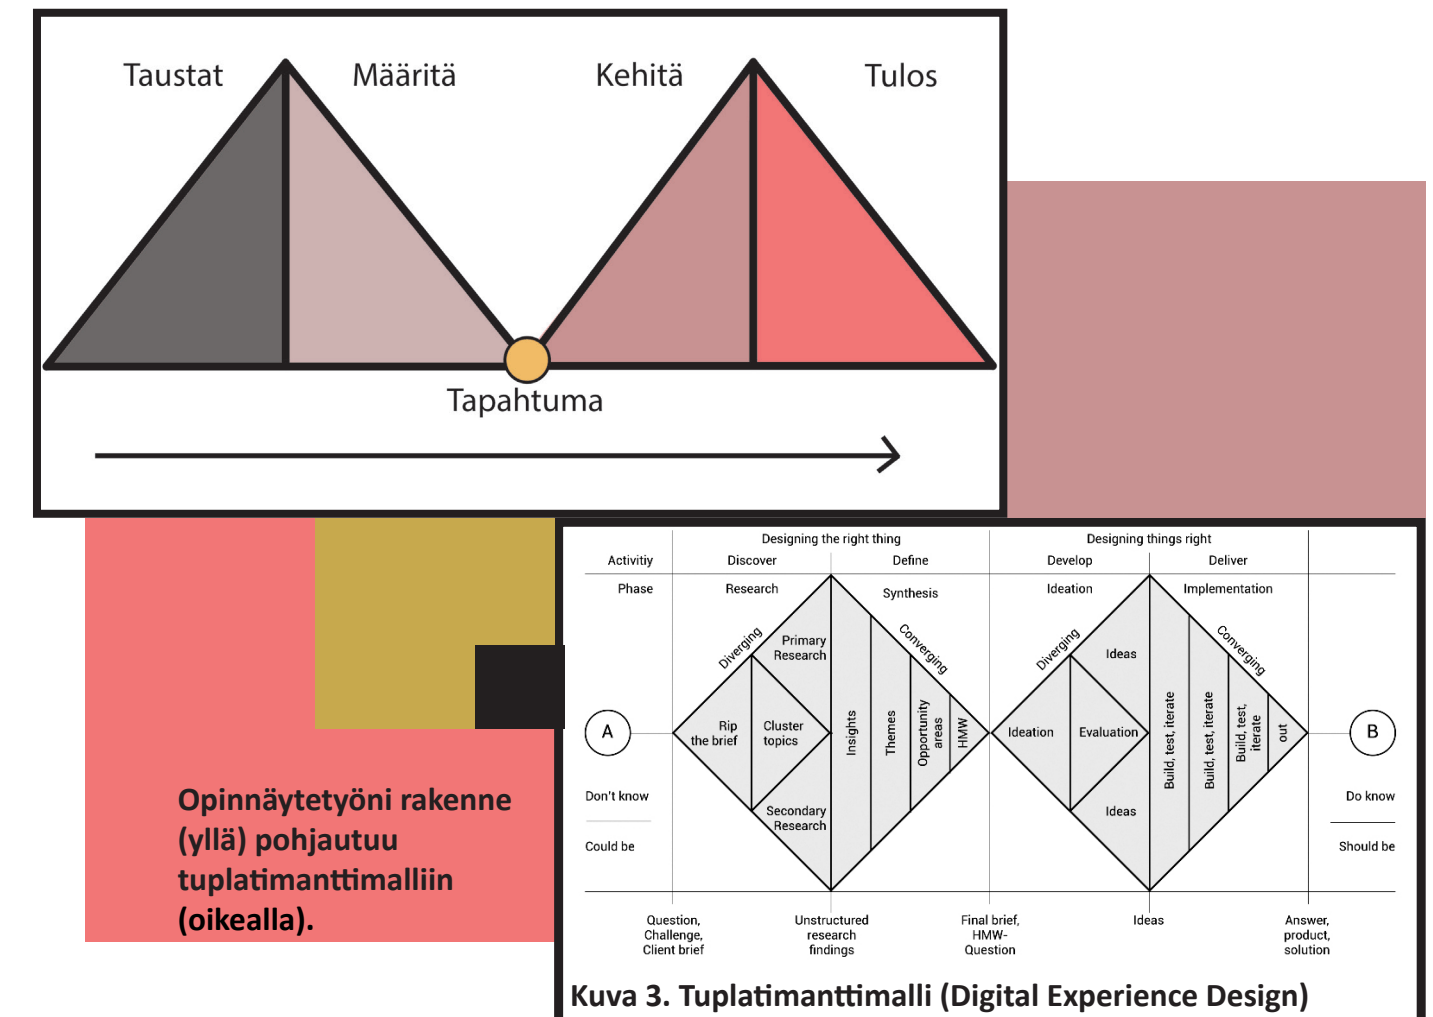 Taustat
Määritä
Kehitä
Tulos
Tapahtuma
Opinnäytetyöni rakenne
(yllä) pohjautuu
tuplatimanttimalliin
(oikealla).
Designing the right thing
Designing things right
Activitiy
Discover
Define
Develop
Deliver
Phase
Research
Synthesis
Ideation
Implementation
Diverging
Converging
Diverging
Converging
Primary
Research
Rip
the brief
Cluster
topics
Secondary
Research
Insights
Themes
Opportunity
areas
HMW
Ideas
Ideation
Evaluation
Ideas
Build, test, iterate
Build, test, iterate
Build, test,
iterate
out
A
B
Don't know
Could be
Do know
Should be
Question,
Challenge,
Client brief
Unstructured
research
findings
Final brief,
HMW-
Question
Ideas
Answer,
product,
solution
Kuva 3. Tuplatimanttimalli (Digital Experience Design)